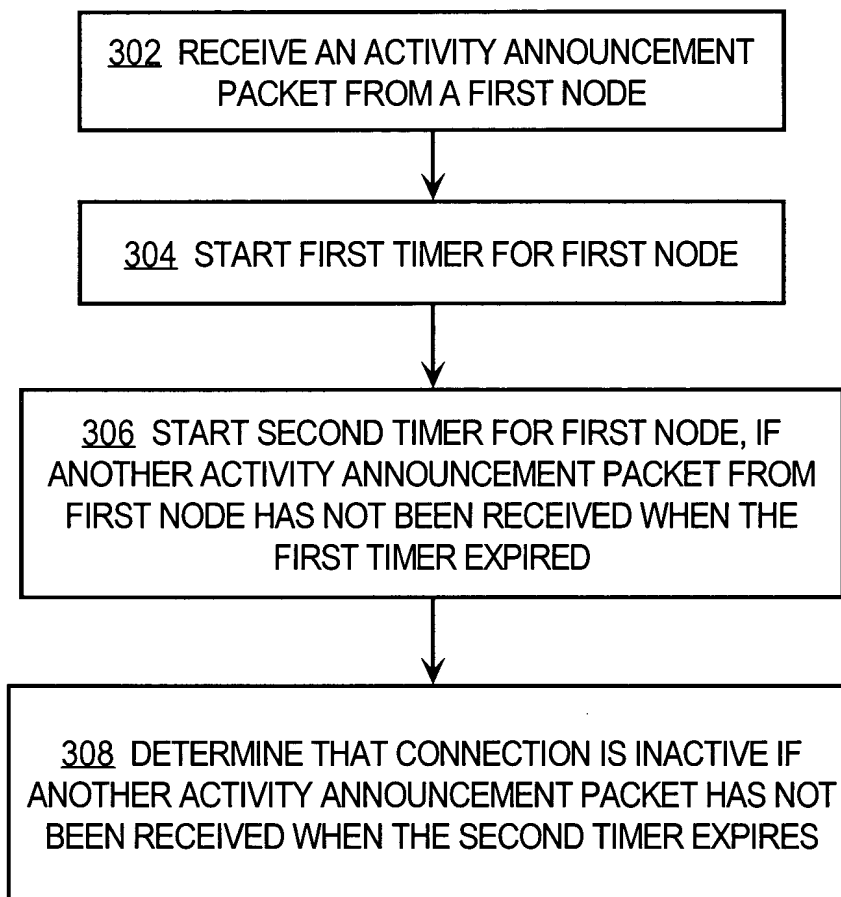 302 RECEIVE AN ACTIVITY ANNOUNCEMENT
PACKET FROM A FIRST NODE
304 START FIRST TIMER FOR FIRST NODE
306 START SECOND TIMER FOR FIRST NODE, IF
ANOTHER ACTIVITY ANNOUNCEMENT PACKET FROM
FIRST NODE HAS NOT BEEN RECEIVED WHEN THE
FIRST TIMER EXPIRED
308 DETERMINE THAT CONNECTION IS INACTIVE IF
ANOTHER ACTIVITY ANNOUNCEMENT PACKET HAS NOT
BEEN RECEIVED WHEN THE SECOND TIMER EXPIRES